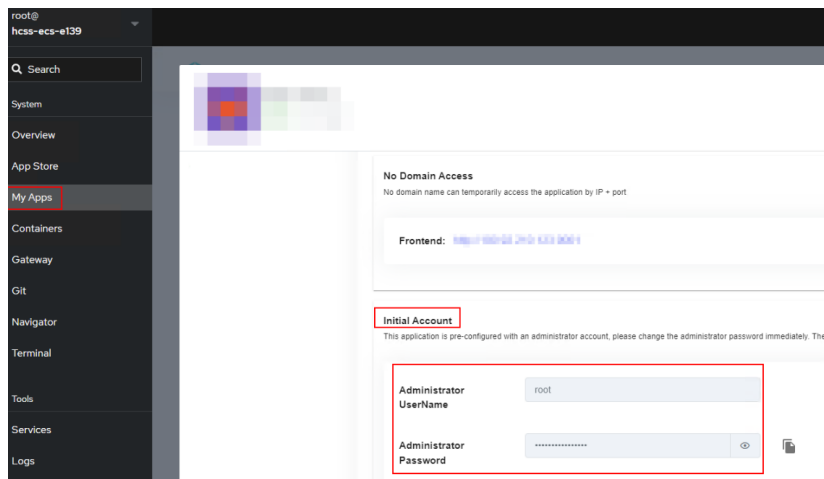 root@
hcss-ecs-e139
Search
System
Overview
App Store
My Apps
Containers
Gateway
Git
Navigator
Terminal
Tools
Services
Logs
No Domain Access
No domain name can temporarily access the application by IP + port
Frontend:
Initial Account
This application is pre-configured with an administrator account, please change the administrator password immediately. The
Administrator
UserName
root
Administrator
Password
••••••••••••••••